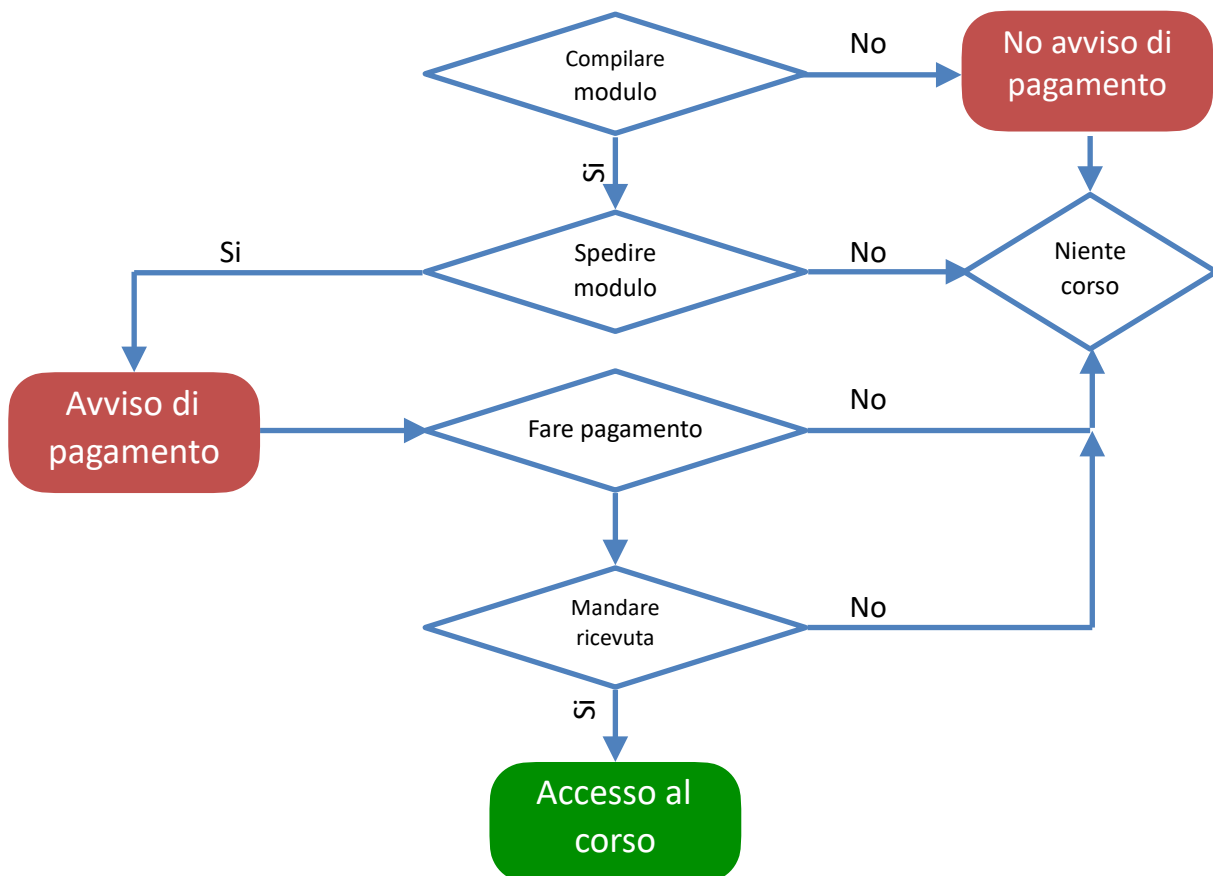 Compilare
modulo
No
No avviso di
pagamento
Si
Si
Spedire
modulo
No
Niente
corso
Avviso di
pagamento
Fare pagamento
No
Mandare
ricevuta
No
Si
Accesso al
corso